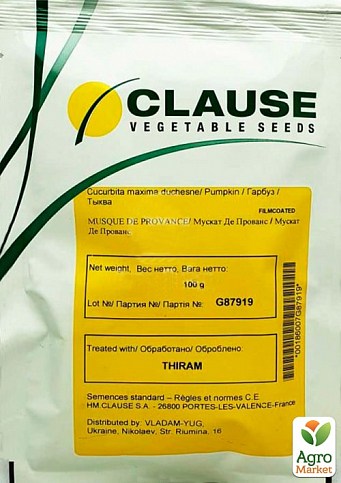 CLAUSE
VEGETABLE SEEDS
Cucurbita maxima duchesne/ Pumpkin / Гарбуз /
Тыква
FILMCOATED
MUSQUE DE PROVANCE/ Мускат Де Прованс / Мускат
Де Прованс
Net weight, Вес нетто, Вага нетто:
100 g
Lot №/ Партия №/ Партія №: G87919
Treated with/ Обработано/ Оброблено:
THIRAM
*00186007G87919*
Semences standard – Règles et normes C.E.
HM.CLAUSE S.A. - 26800 PORTES-LES-VALENCE-France
Distributed by: VLADAM-YUG,
Ukraine, Nikolaev, Str. Riumina, 16
Agro
Market